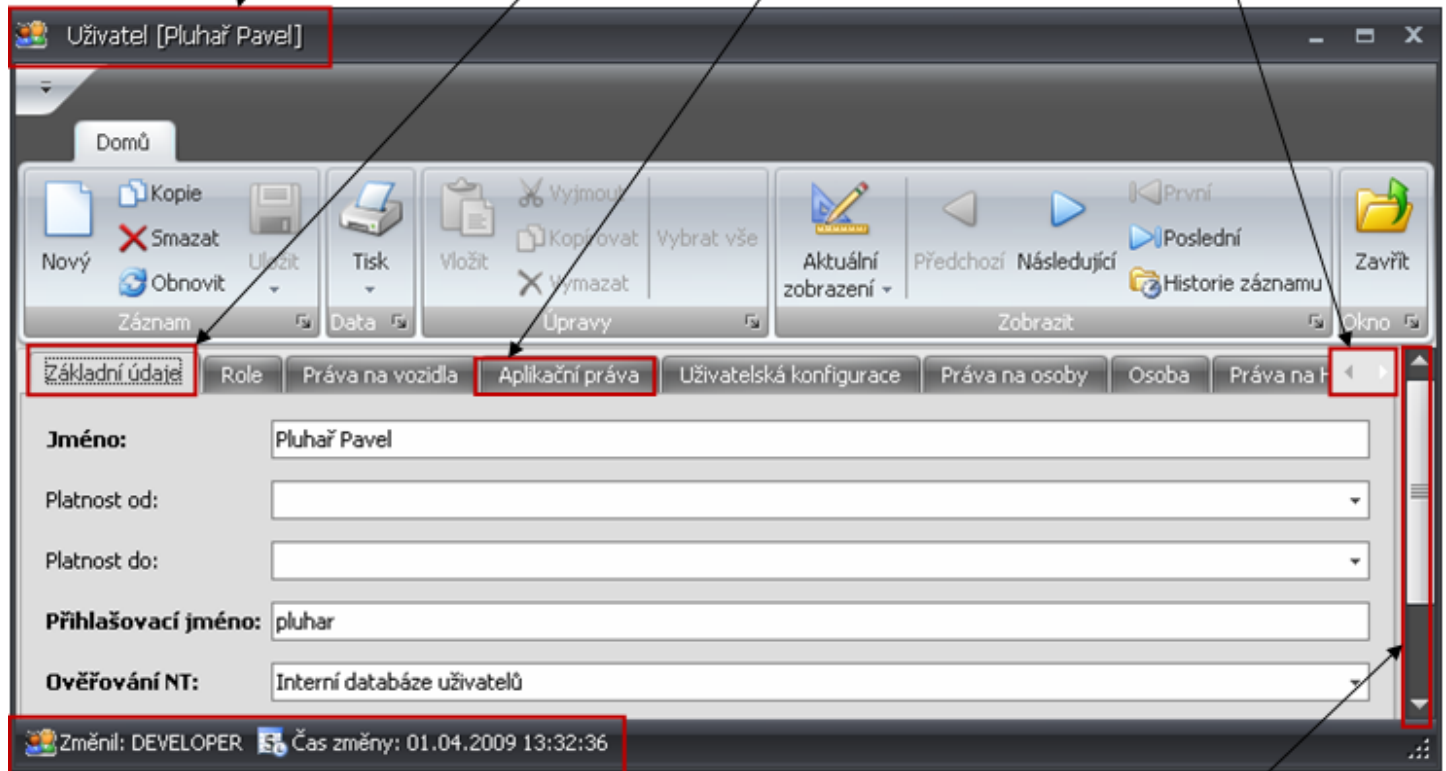 Uživatel [Pluhař Pavel]
Domů
Nový
Kopie
Smazat
Obnovit
Uložit
Záznam
Tisk
Data
Vložit
Vyjmout
Kopírovat
Vymazat
Vybrat vše
Úpravy
Aktuální
zobrazení
Předchozí
Následující
První
Poslední
Historie záznamu
Zobrazit
Zavřít
Okno
Základní údaje Role Práva na vozidla Aplikační práva Uživatelská konfigurace Práva na osoby Osoba Práva na
Jméno: Pluhař Pavel
Platnost od:
Platnost do:
Přihlašovací jméno: pluhar
Ověřování NT: Interní databáze uživatelů
Změnil: DEVELOPER Čas změny: 01.04.2009 13:32:36